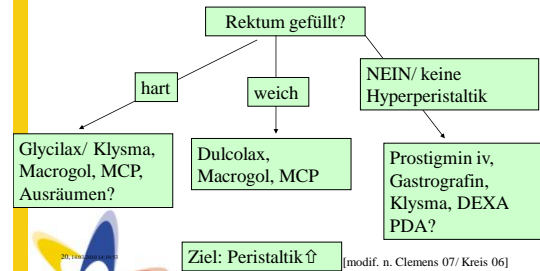 Rektum gefüllt?
hart
weich
NEIN/ keine
Hyperperistaltik
Glycilax/ Klysma,
Macrogol, MCP,
Ausräumen?
Dulcolax,
Macrogol, MCP
Prostigmin iv,
Gastrografin,
Klysma, DEXA
PDA?
Ziel: Peristaltik⇧
[modif. n. Clemens 07/ Kreis 06]